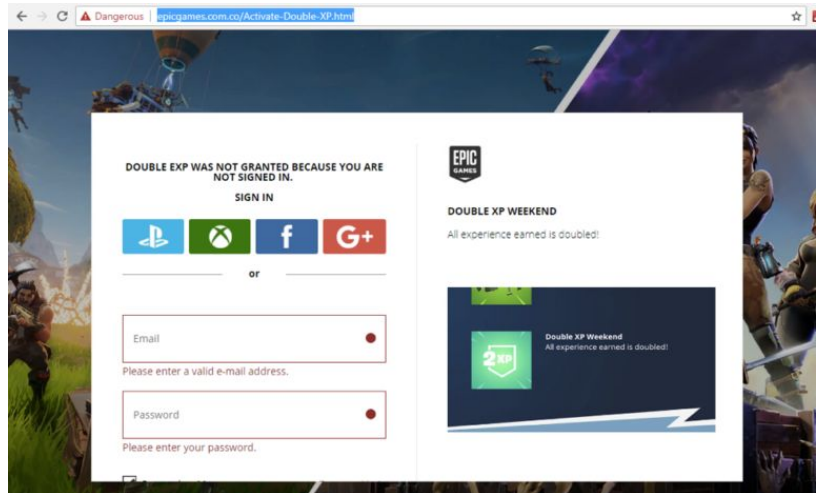 Dangerous | epicgames.com.co/Activate-Double-XP.html
DOUBLE EXP WAS NOT GRANTED BECAUSE YOU ARE
NOT SIGNED IN.
SIGN IN
f
G+
or
Email
Please enter a valid e-mail address.
Password
Please enter your password.
EPIC
GAMES
DOUBLE XP WEEKEND
All experience earned is doubled!
2XP
Double XP Weekend
All experience earned is doubled!